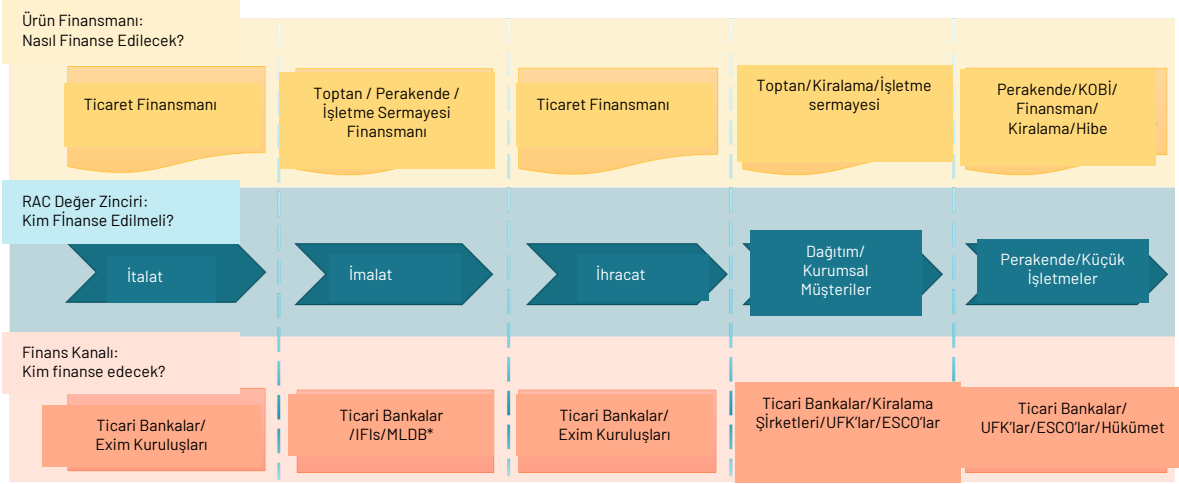 Ürün Finansmanı:
Nasıl Finanse Edilecek?
Ticaret Finansmanı
Toptan / Perakende /
İşletme Sermayesi
Finansmanı
Ticaret Finansmanı
Toptan/Kiralama/İşletme
sermayesi
Perakende/KOBİ/
Finansman/
Kiralama/Hibe
RAC Değer Zinciri:
Kim Fİnanse Edilmeli?
İtalat
İmalat
İhracat
Dağıtım/
Kurumsal
Müşteriler
Perakende/Küçük
İşletmeler
Finans Kanalı:
Kim finanse edecek?
Ticari Bankalar/
Exim Kuruluşları
Ticari Bankalar
/IFIs/MLDB*
Ticari Bankalar/
Exim Kuruluşları
Ticari Bankalar/Kiralama
Şİrketleri/UFK'lar/ESCO'lar
Ticari Bankalar/
UFK'lar/ESCO'lar/Hükümet